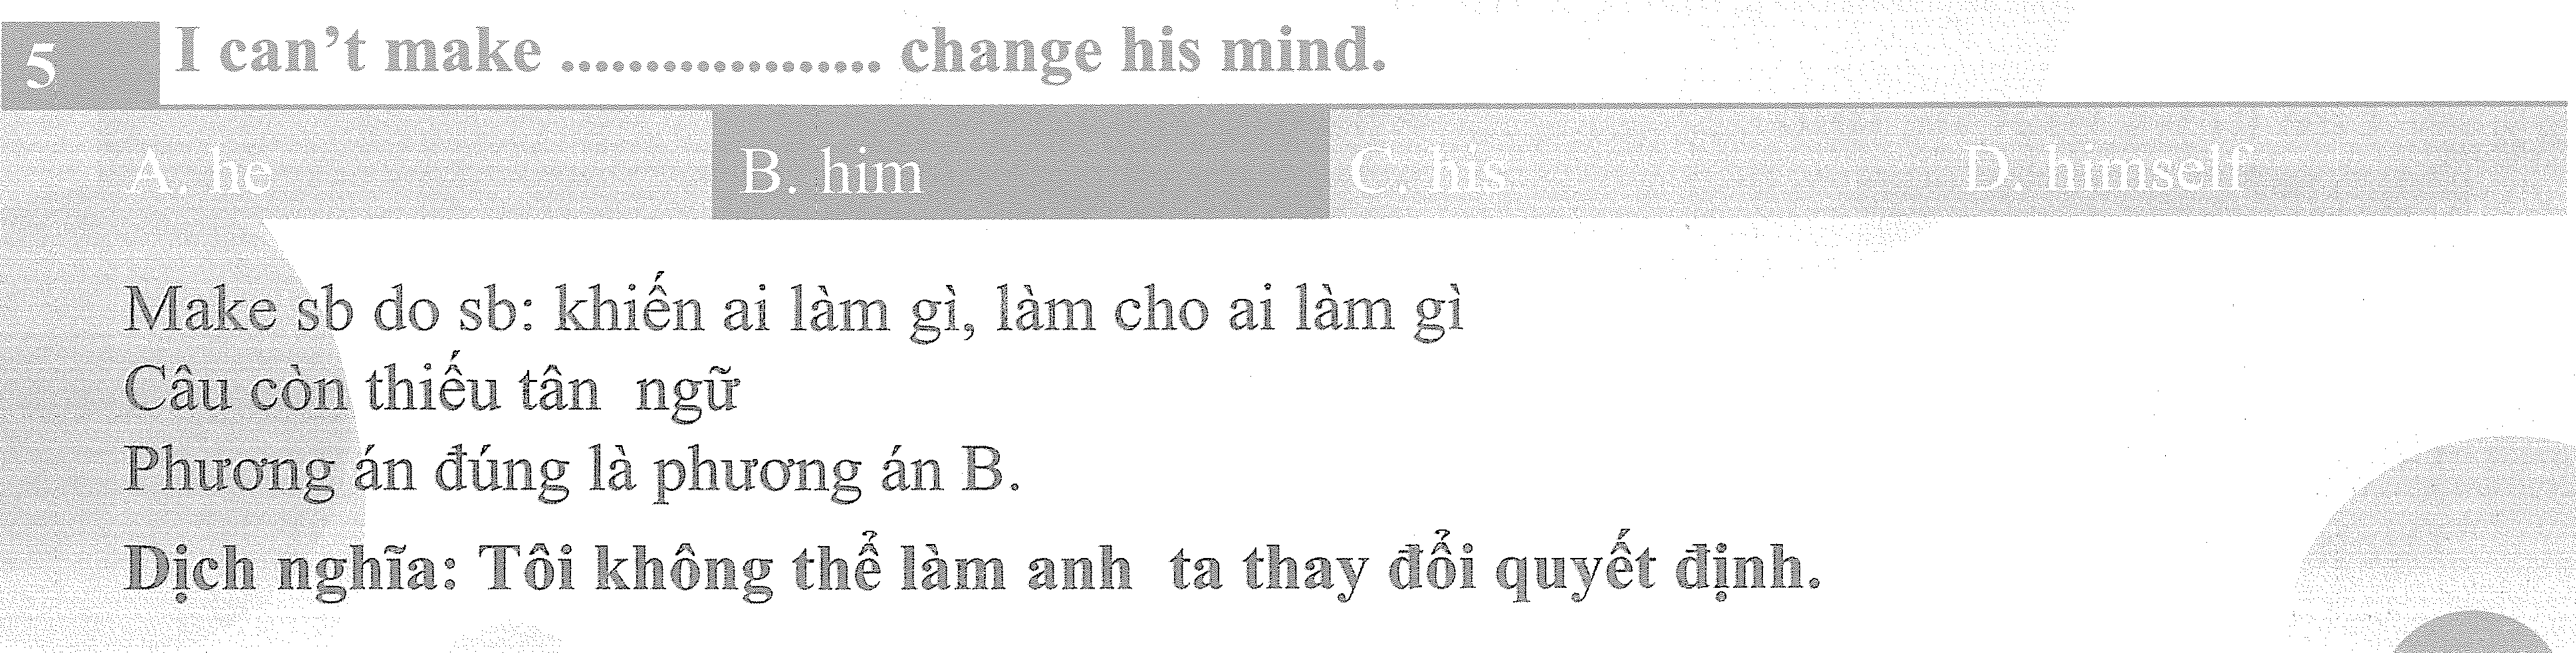 5 I can't make ................... change his mind.
A. he B. him C. his D. himself
Make sb do sb: khiến ai làm gì, làm cho ai làm gì
Câu còn thiếu tân ngữ
Phương án đúng là phương án B.
Dịch nghĩa: Tôi không thể làm anh ta thay đổi quyết định.